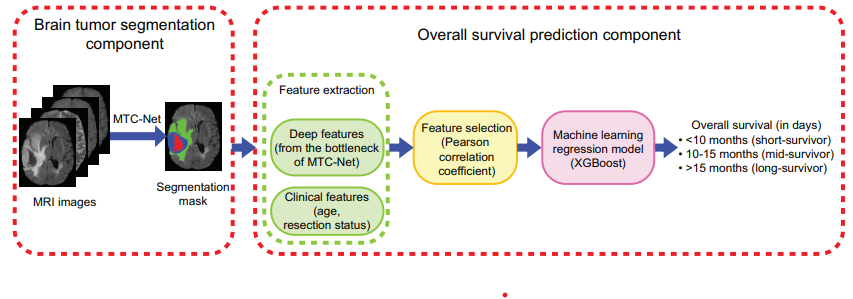 Brain tumor segmentation
component
MTC-Net
MRI images
Segmentation
mask
Overall survival prediction component
Feature extraction
Deep features
(from the bottleneck
of MTC-Net)
Clinical features
(age,
resection status)
Feature selection
(Pearson
correlation
coefficient)
Machine learning
regression model
(XGBoost)
Overall survival (in days)
• <10 months (short-survivor)
• 10-15 months (mid-survivor)
• >15 months (long-survivor)